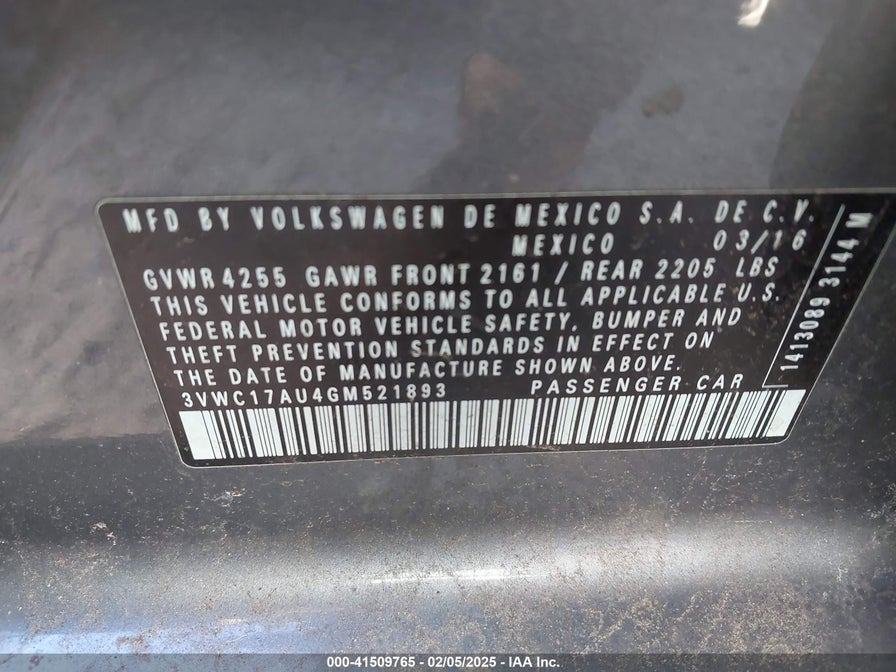 MFD BY VOLKSWAGEN DE MEXICO S.A. DE C.V.
MEXICO 03/16
GVWR 4255 GAWR FRONT 2161 / REAR 2205 LBS
THIS VEHICLE CONFORMS TO ALL APPLICABLE U.S.
FEDERAL MOTOR VEHICLE SAFETY, BUMPER AND
THEFT PREVENTION STANDARDS IN EFFECT ON
THE DATE OF MANUFACTURE SHOWN ABOVE.
3VWC17AU4GM521893 PASSENGER CAR
1413089 3144 M
000-41509765 - 02/05/2025 - IAA Inc.